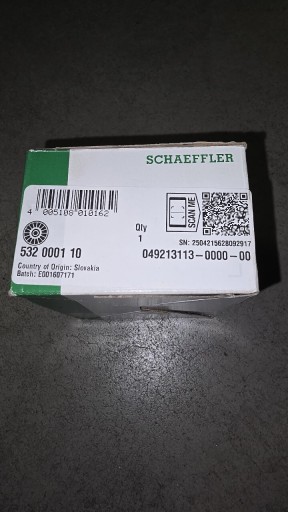 SCHAEFFLER
4 005108 010162
SCAN ME
Qty
1
SN: 2504215628092917
532 0001 10
049213113-0000-00
Country of Origin: Slovakia
Batch: E001607171